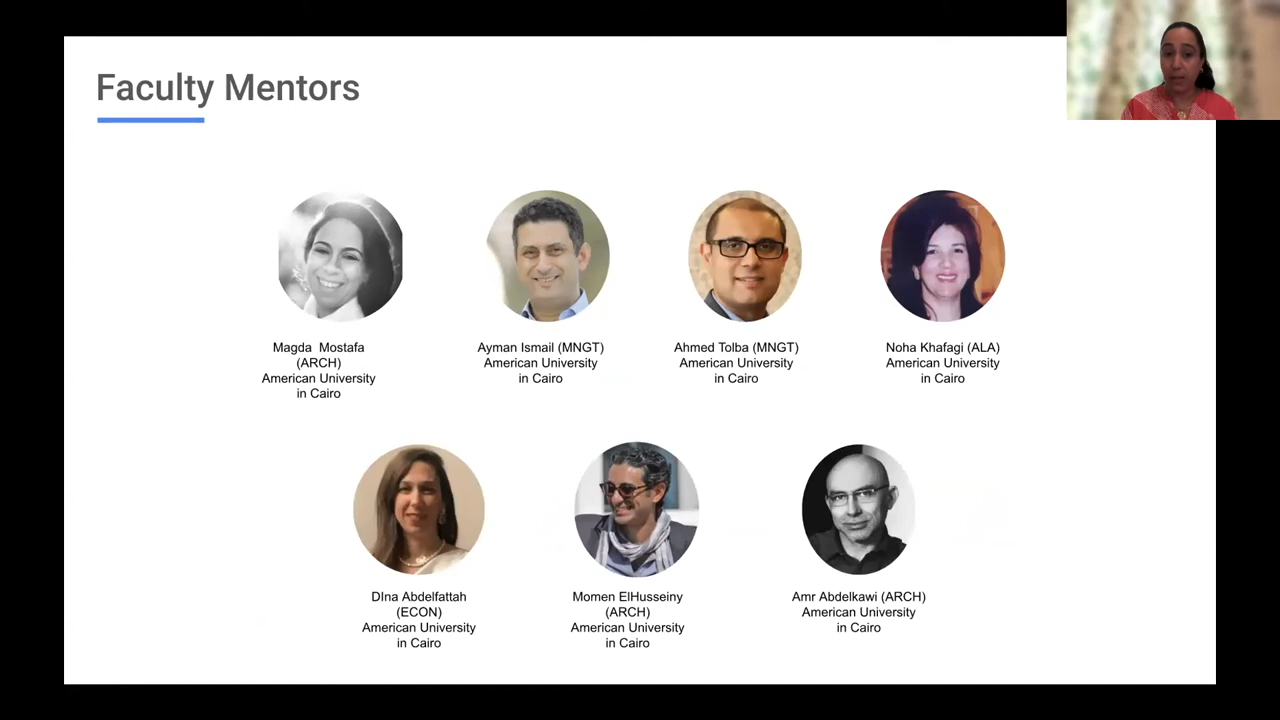 Faculty Mentors
Magda Mostafa
(ARCH)
American University
in Cairo
Ayman Ismail (MNGT)
American University
in Cairo
Ahmed Tolba (MNGT)
American University
in Cairo
Noha Khafagi (ALA)
American University
in Cairo
DIna Abdelfattah
(ECON)
American University
in Cairo
Momen ElHusseiny
(ARCH)
American University
in Cairo
Amr Abdelkawi (ARCH)
American University
in Cairo